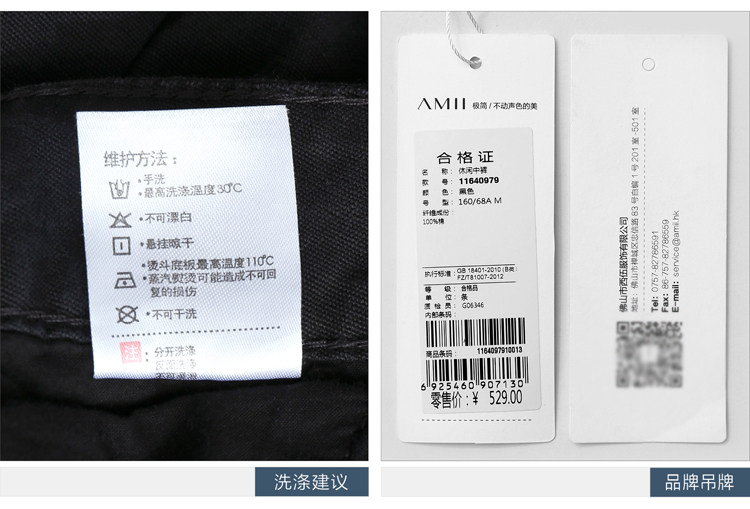 维护方法：
•手洗
•最高洗涤温度30℃
•不可漂白
•悬挂晾干
•熨斗底板最高温度110℃
•蒸汽熨烫可能造成不可回复的损伤
•不可干洗
注：
分开洗涤
洗涤建议
AMII 极简/不动声色的美
合格证
名 称：休闲中裤
款 号：11640979
颜 色：黑色
号 型：160/68A M
纤维成份：
100%棉
执行标准：GB 18401-2010 (B类)
FZ/T81007-2012
等 级：合格品
单 位：条
质 检 员：G06346
内部条码：
1164097910013
商品条码：
6925460907130
零售价：¥ 529.00
佛山市西伍服饰有限公司
Tel: 0757-82786591
Fax: 86-757-82786559
E-mail: service@amii.hk
品牌吊牌